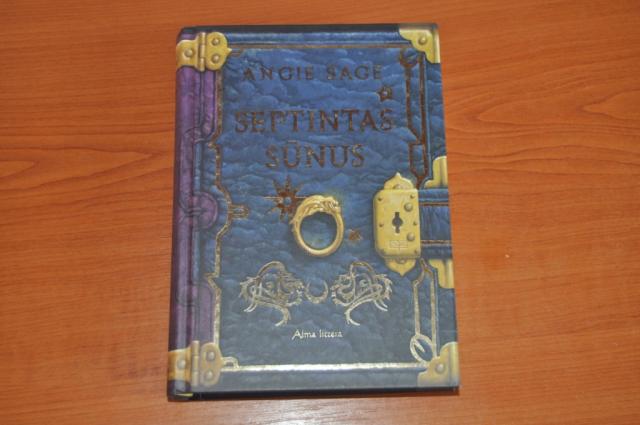 ANGIE SAGE
SEPTINTAS
SŪNUS
Alma littera